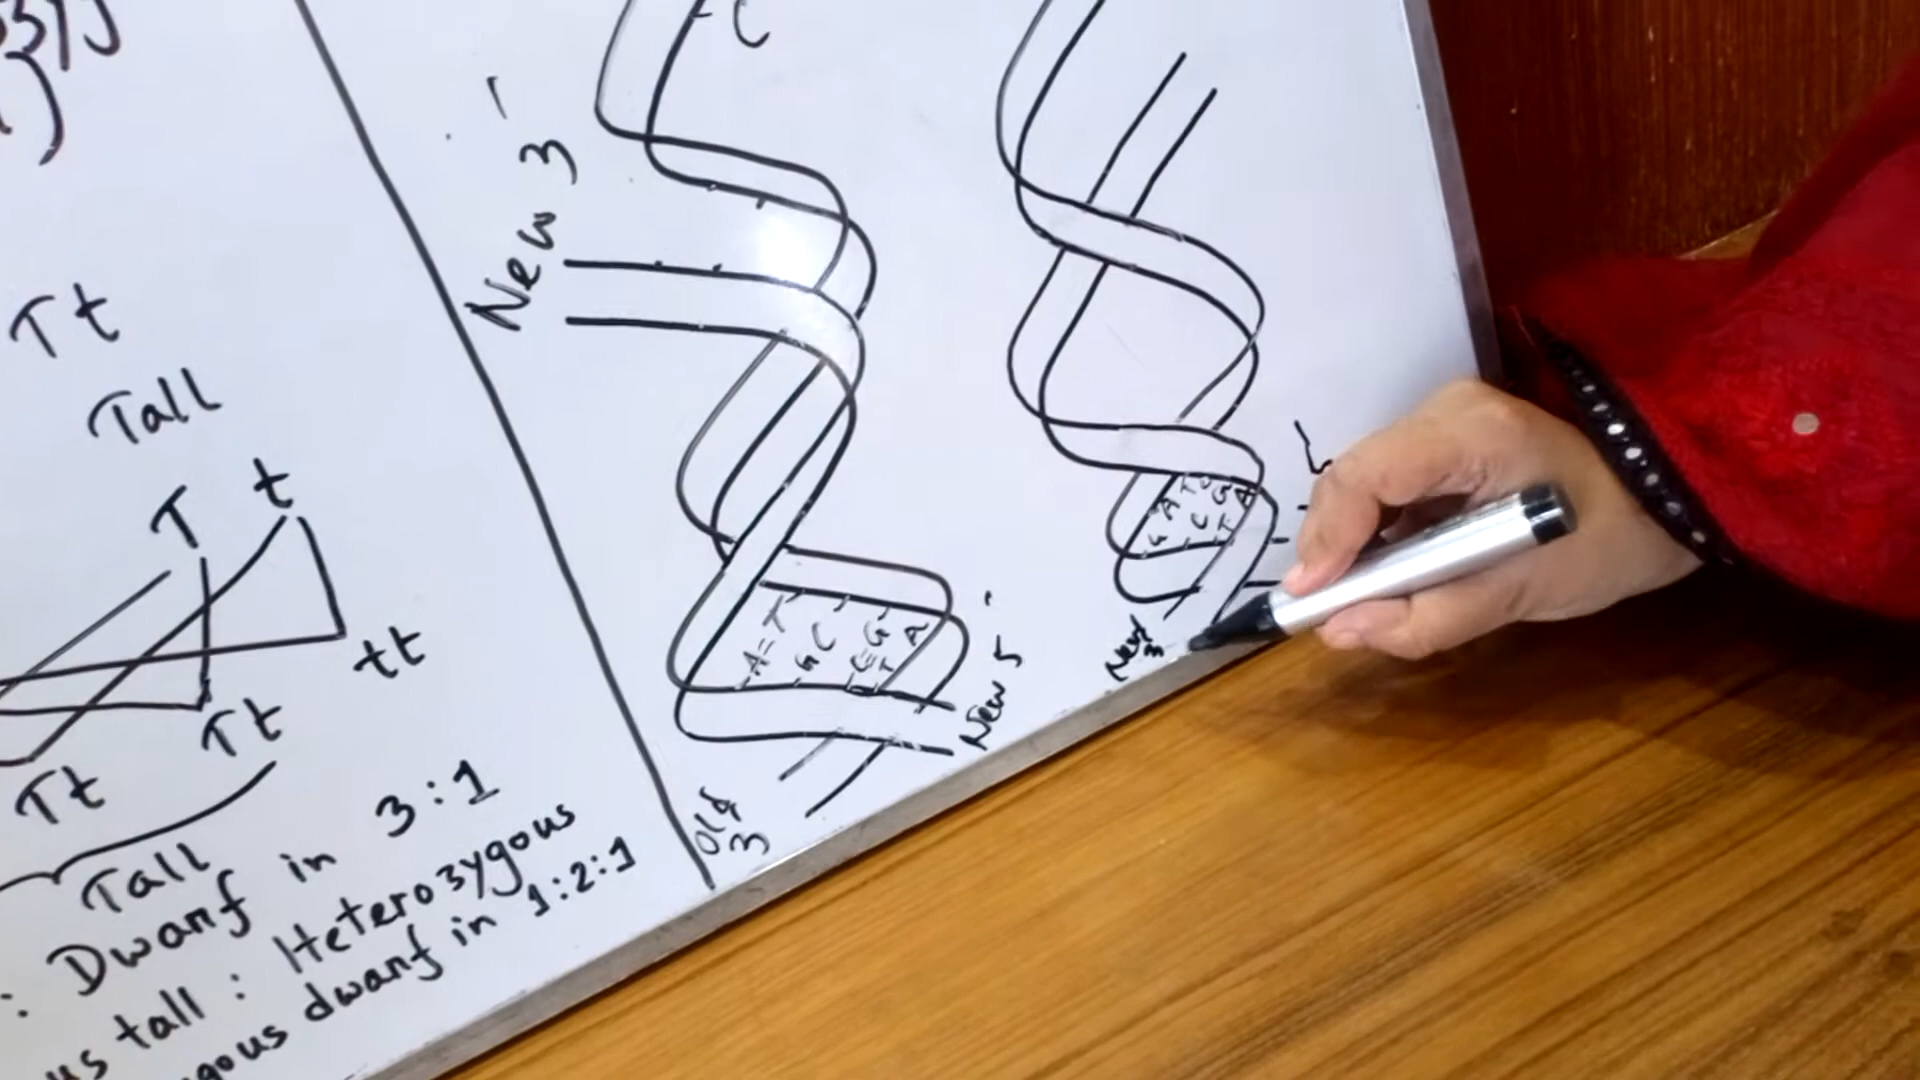 Tt
Tall
T t
tt
Tt
Tt
Tall
: Dwarf in 3:1
us tall : Heterozygous
gous dwarf in 1:2:1
C
New 3
A=T
G C
C≡G
T A
New 5
Old
3
A T C G A
G C T
New
3